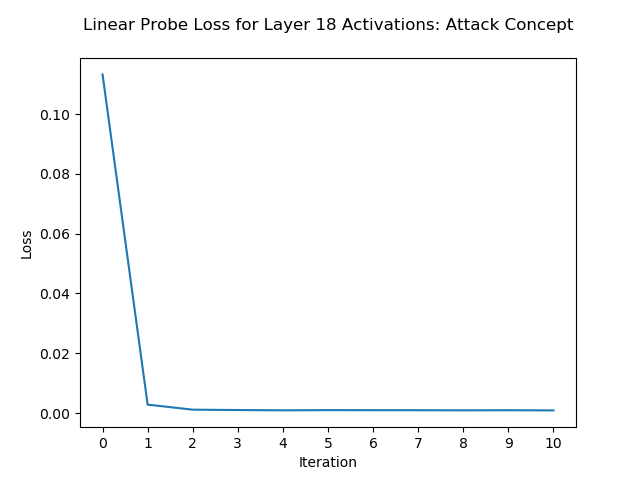 Linear Probe Loss for Layer 18 Activations: Attack Concept
0.10
0.08
0.06
0.04
0.02
0.00
Loss
0 1 2 3 4 5 6 7 8 9 10
Iteration